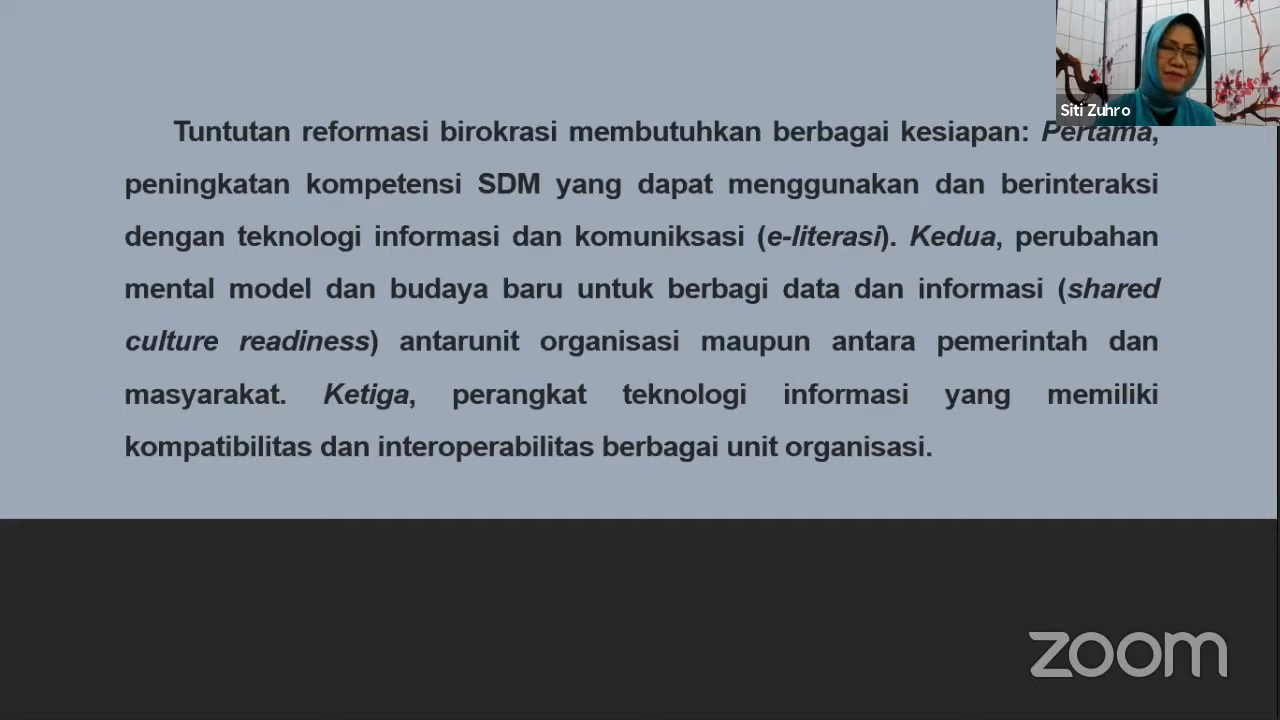 Siti Zuhro
Tuntutan reformasi birokrasi membutuhkan berbagai kesiapan: Pertama,
peningkatan kompetensi SDM yang dapat menggunakan dan berinteraksi
dengan teknologi informasi dan komuniksasi (e-literasi). Kedua, perubahan
mental model dan budaya baru untuk berbagi data dan informasi (shared
culture readiness) antarunit organisasi maupun antara pemerintah dan
masyarakat. Ketiga, perangkat teknologi informasi yang memiliki
kompatibilitas dan interoperabilitas berbagai unit organisasi.
zoom